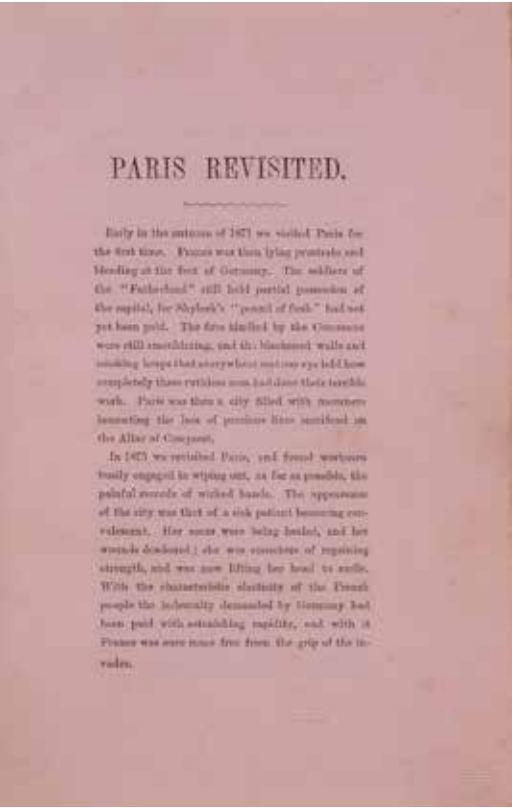 PARIS REVISITED.
Early in the autumn of 1871 we visited Paris for
the first time. France was then lying prostrate and
bleeding at the feet of Germany. The soldiers of
the "Fatherland" still held partial possession of
the capital, for Shylock's "pound of flesh" had not
yet been paid. The fires kindled by the Commune
were still smouldering, and the blackened walls and
smoking heaps that everywhere met our eye told how
completely these ruthless men had done their terrible
work. Paris was then a city filled with mourners
lamenting the loss of precious lives sacrificed on
the Altar of Conquest.
In 1873 we revisited Paris, and found workmen
busily engaged in wiping out, as far as possible, the
painful records of wicked hands. The appearance
of the city was that of a sick patient becoming con-
valescent. Her scars were being healed, and her
wounds ; she was conscious of regaining
strength, and was now lifting her head to smile.
With the characteristic elasticity of the French
people the indemnity demanded by Germany had
been paid with astonishing rapidity, and with it
France was once more free from the grip of the in-
vader.